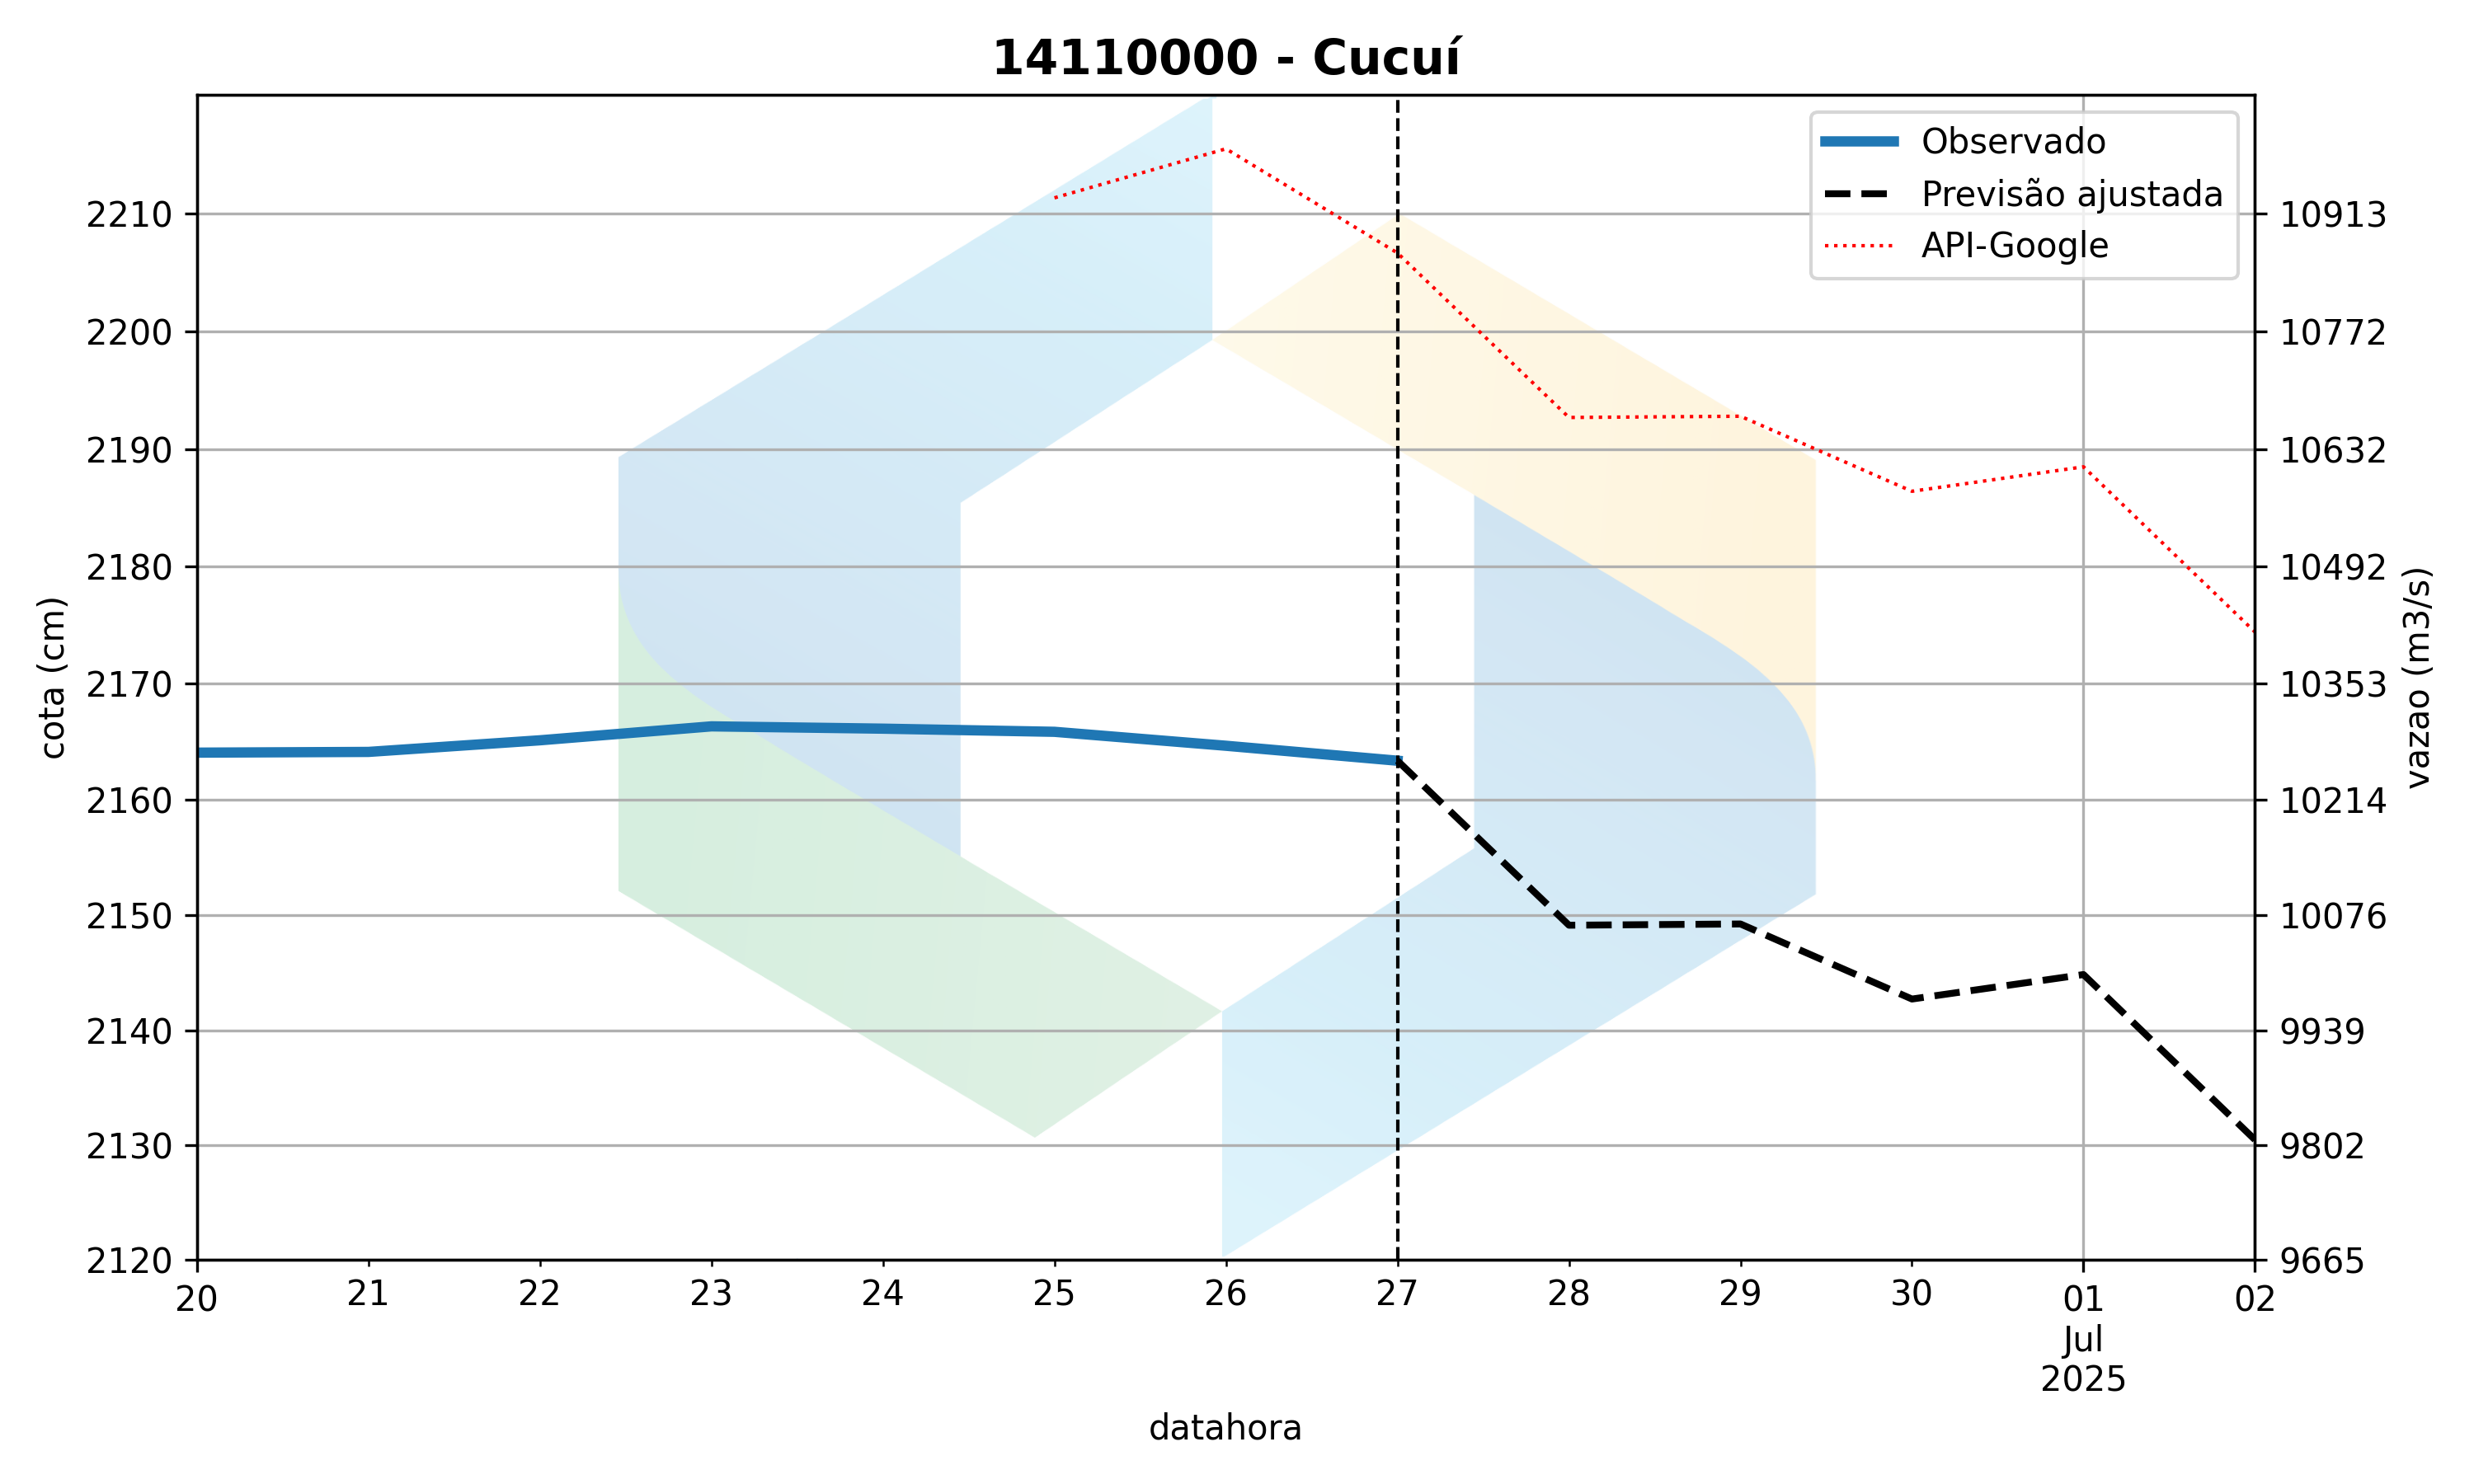 14110000 - Cucuí
Observado
Previsão ajustada
API-Google
2210
2200
2190
2180
2170
2160
2150
2140
2130
2120
cota (cm)
10913
10772
10632
10492
10353
10214
10076
9939
9802
9665
vazao (m3/s)
20 21 22 23 24 25 26 27 28 29 30 01 02
Jul
2025
datahora